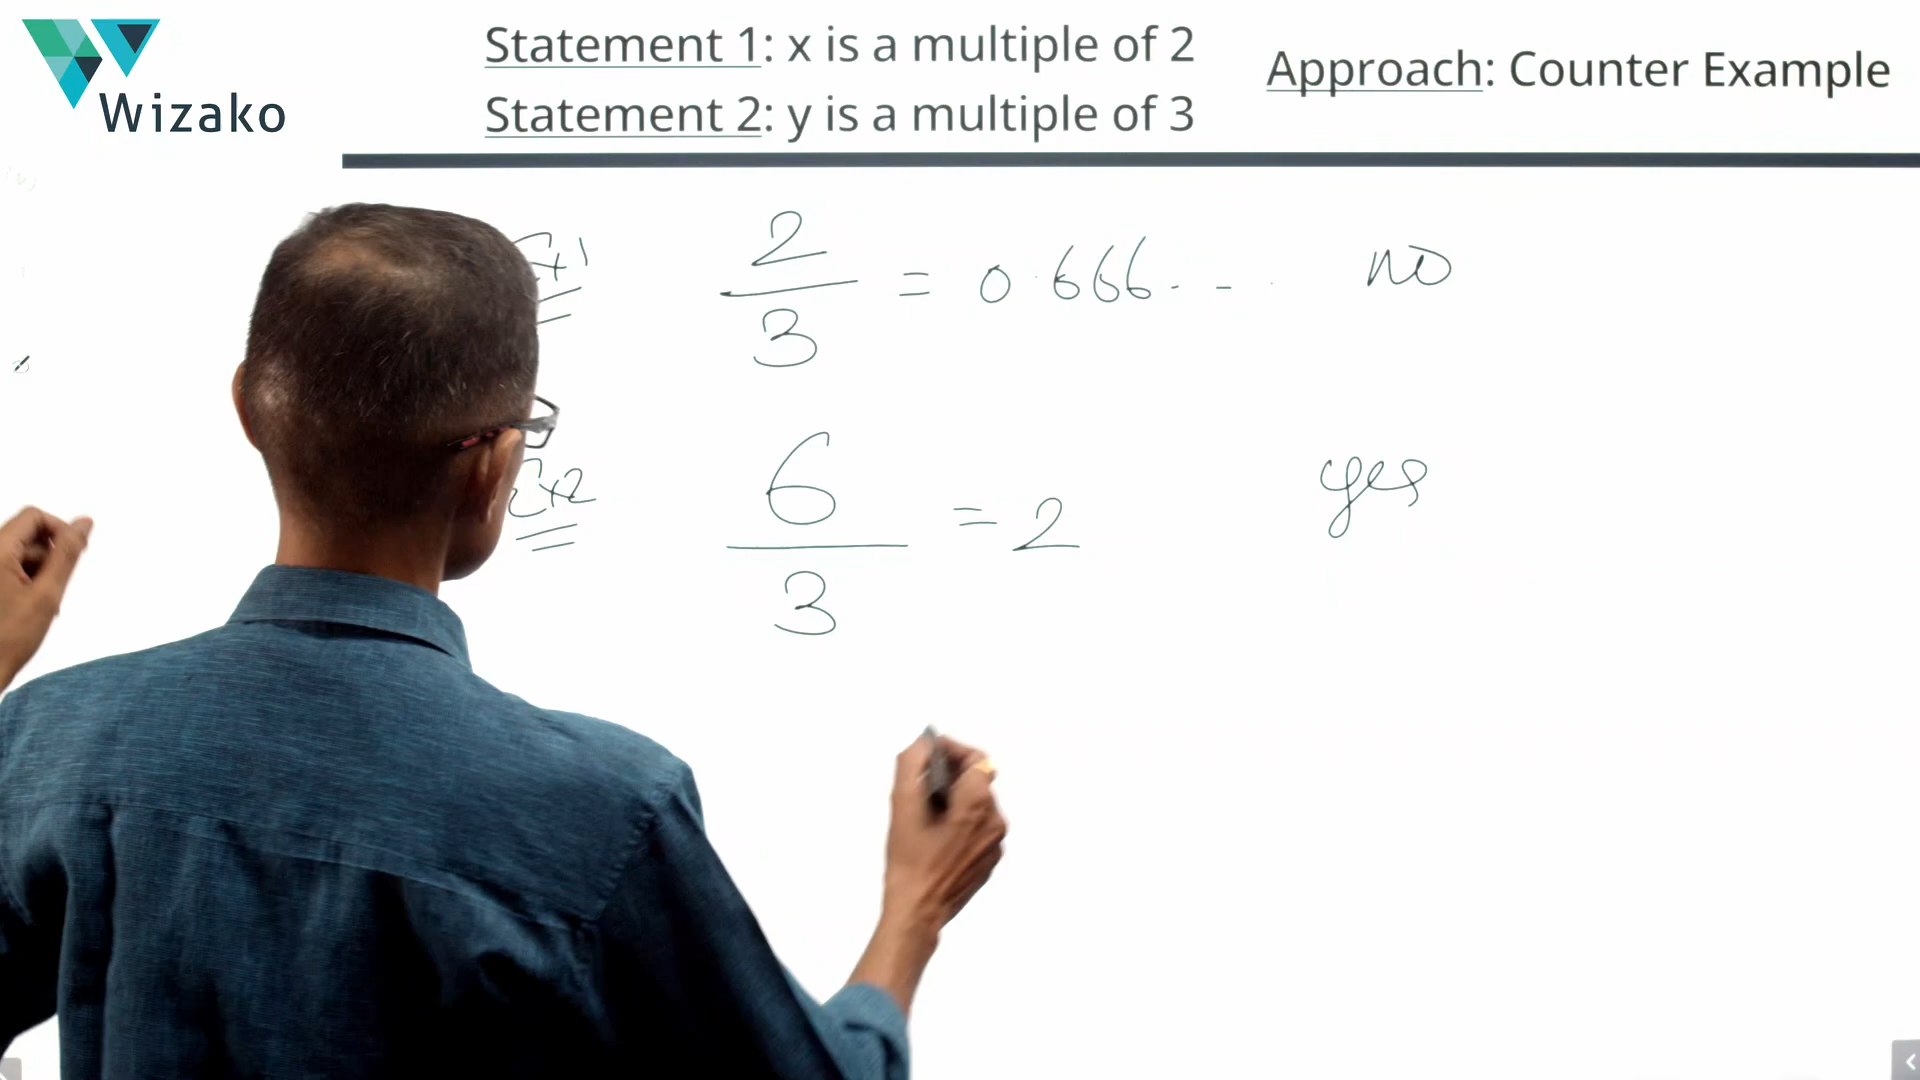 Wizako
Statement 1: x is a multiple of 2
Statement 2: y is a multiple of 3
Approach: Counter Example
2/3 = 0.666... no
6/3 = 2 yes